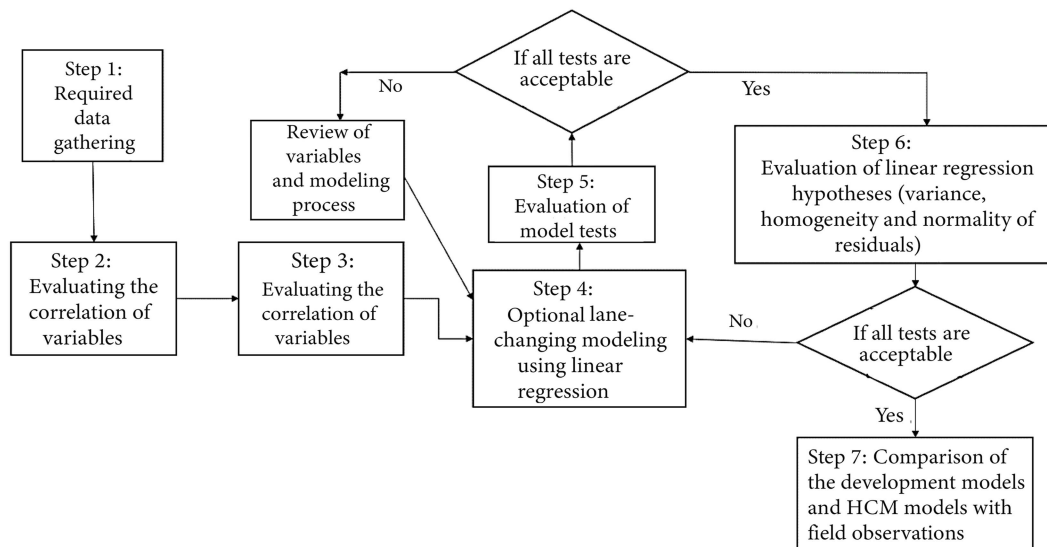 Step 1:
Required
data
gathering
Step 2:
Evaluating the
correlation of
variables
Step 3:
Evaluating the
correlation of
variables
Step 4:
Optional lane-
changing modeling
using linear
regression
Step 5:
Evaluation of
model tests
If all tests are
acceptable
No
Review of
variables
and modeling
process
Yes
Step 6:
Evaluation of linear regression
hypotheses (variance,
homogeneity and normality of
residuals)
If all tests are
acceptable
No
Yes
Step 7: Comparison of
the development models
and HCM models with
field observations